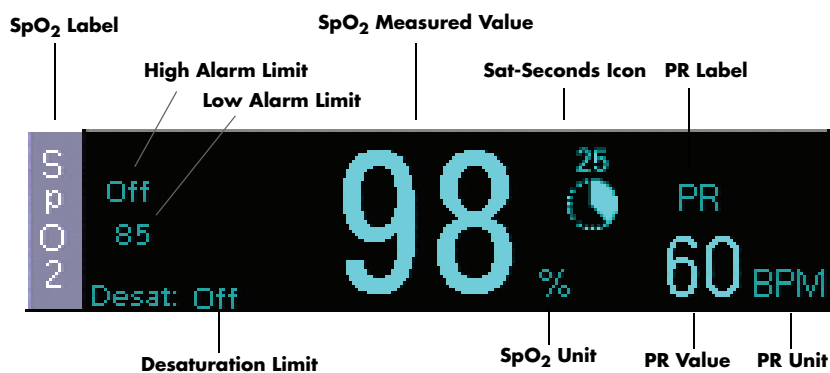 SpO2 Label
SpO2 Measured Value
High Alarm Limit
Low Alarm Limit
Sat-Seconds Icon
PR Label
SpO2
Off
85
Desat: Off
98
%
25
PR
60 BPM
Desaturation Limit
SpO2 Unit
PR Value
PR Unit